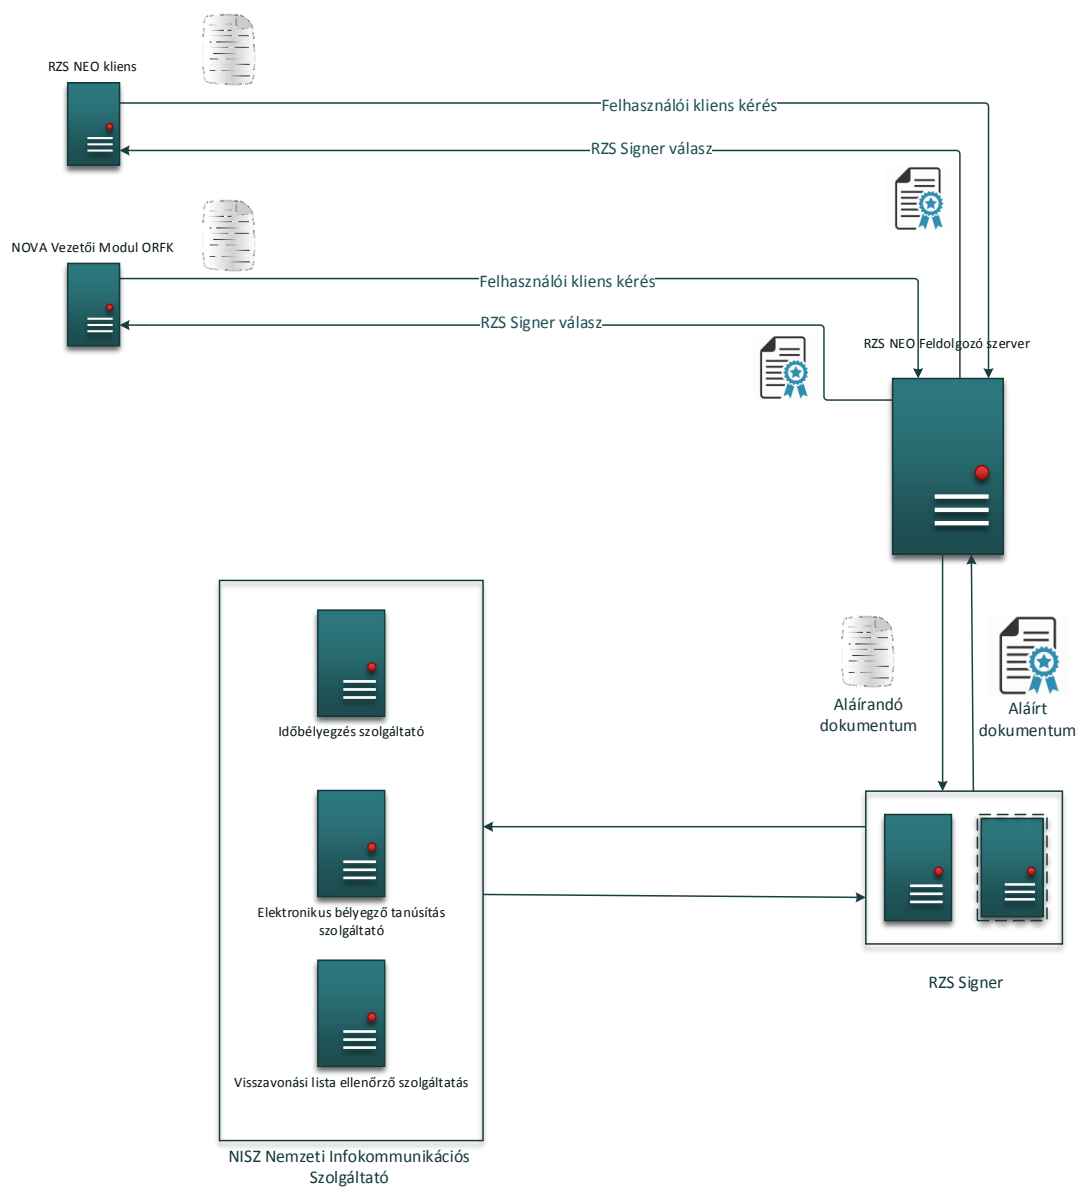 RZS NEO kliens
Felhasználói kliens kérés
RZS Signer válasz
NOVA Vezetői Modul ORFK
Felhasználói kliens kérés
RZS Signer válasz
RZS NEO Feldolgozó szerver
Aláírandó
dokumentum
Aláírt
dokumentum
Időbélyegzés szolgáltató
Elektronikus bélyegző tanúsítás
szolgáltató
Visszavonási lista ellenőrző szolgáltatás
RZS Signer
NISZ Nemzeti Infokommunikációs
Szolgáltató